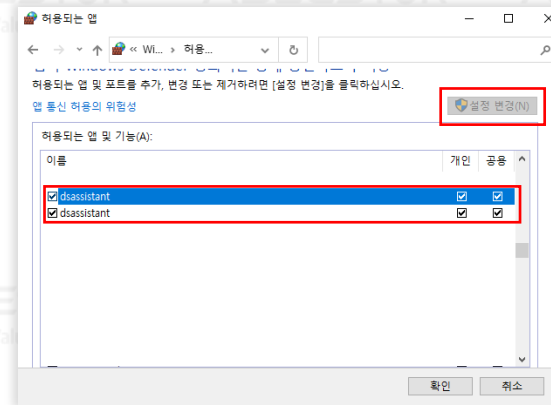 허용되는 앱
« Wi... › 허용...
허용되는 앱 및 포트를 추가, 변경 또는 제거하려면 [설정 변경]을 클릭하십시오.
앱 통신 허용의 위험성
설정 변경(N)
허용되는 앱 및 기능(A):
이름 개인 공용
dsassistant
dsassistant
확인 취소